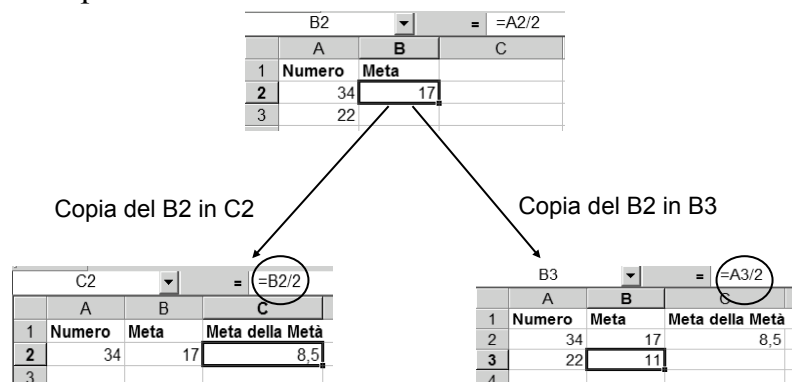 B2 = =A2/2
A B C
1 Numero Meta
2 34 17
3 22
Copia del B2 in C2
Copia del B2 in B3
C2 = =B2/2
A B C
1 Numero Meta Meta della Metà
2 34 17 8,5
3
B3 = =A3/2
A B C
1 Numero Meta Meta della Metà
2 34 17 8,5
3 22 11
4